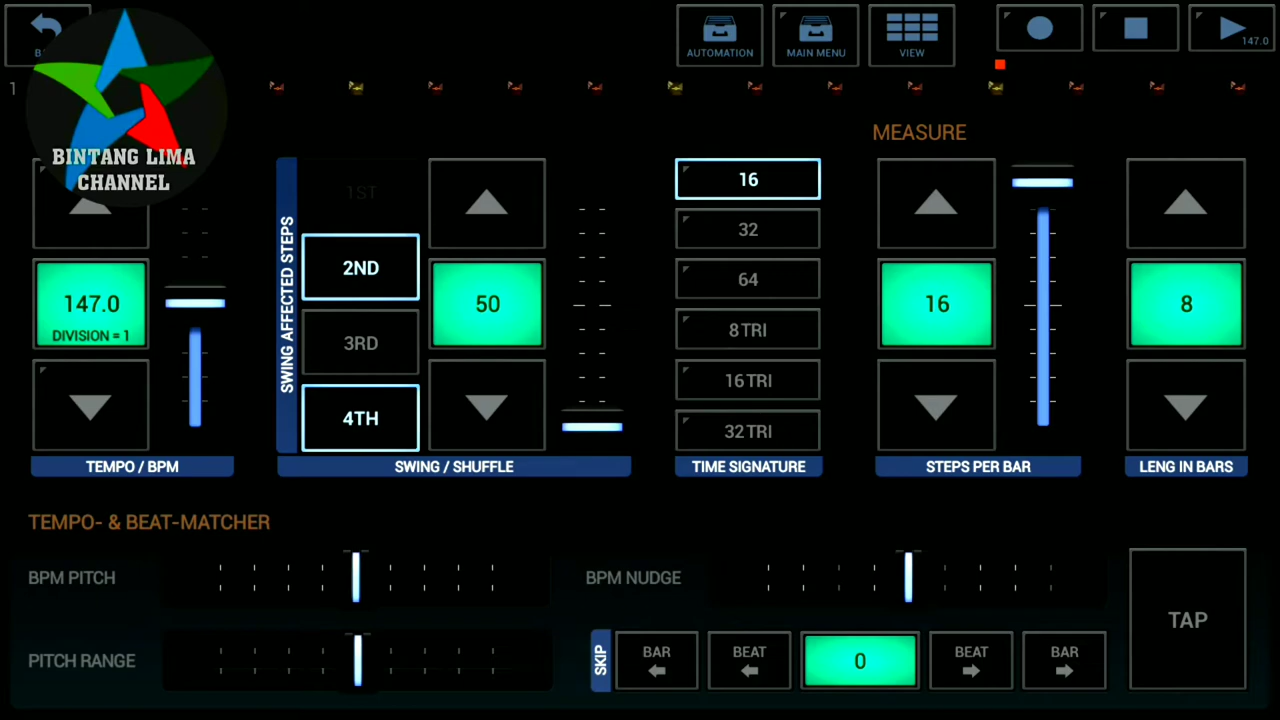 AUTOMATION
MAIN MENU
VIEW
147.0
1
BINTANG LIMA
CHANNEL
MEASURE
147.0
DIVISION = 1
TEMPO / BPM
SWING AFFECTED STEPS
1ST
2ND
3RD
4TH
50
SWING / SHUFFLE
16
32
64
8 TRI
16 TRI
32 TRI
TIME SIGNATURE
16
STEPS PER BAR
8
LENG IN BARS
TEMPO- & BEAT-MATCHER
BPM PITCH
BPM NUDGE
PITCH RANGE
SKIP
BAR
BEAT
0
BEAT
BAR
TAP